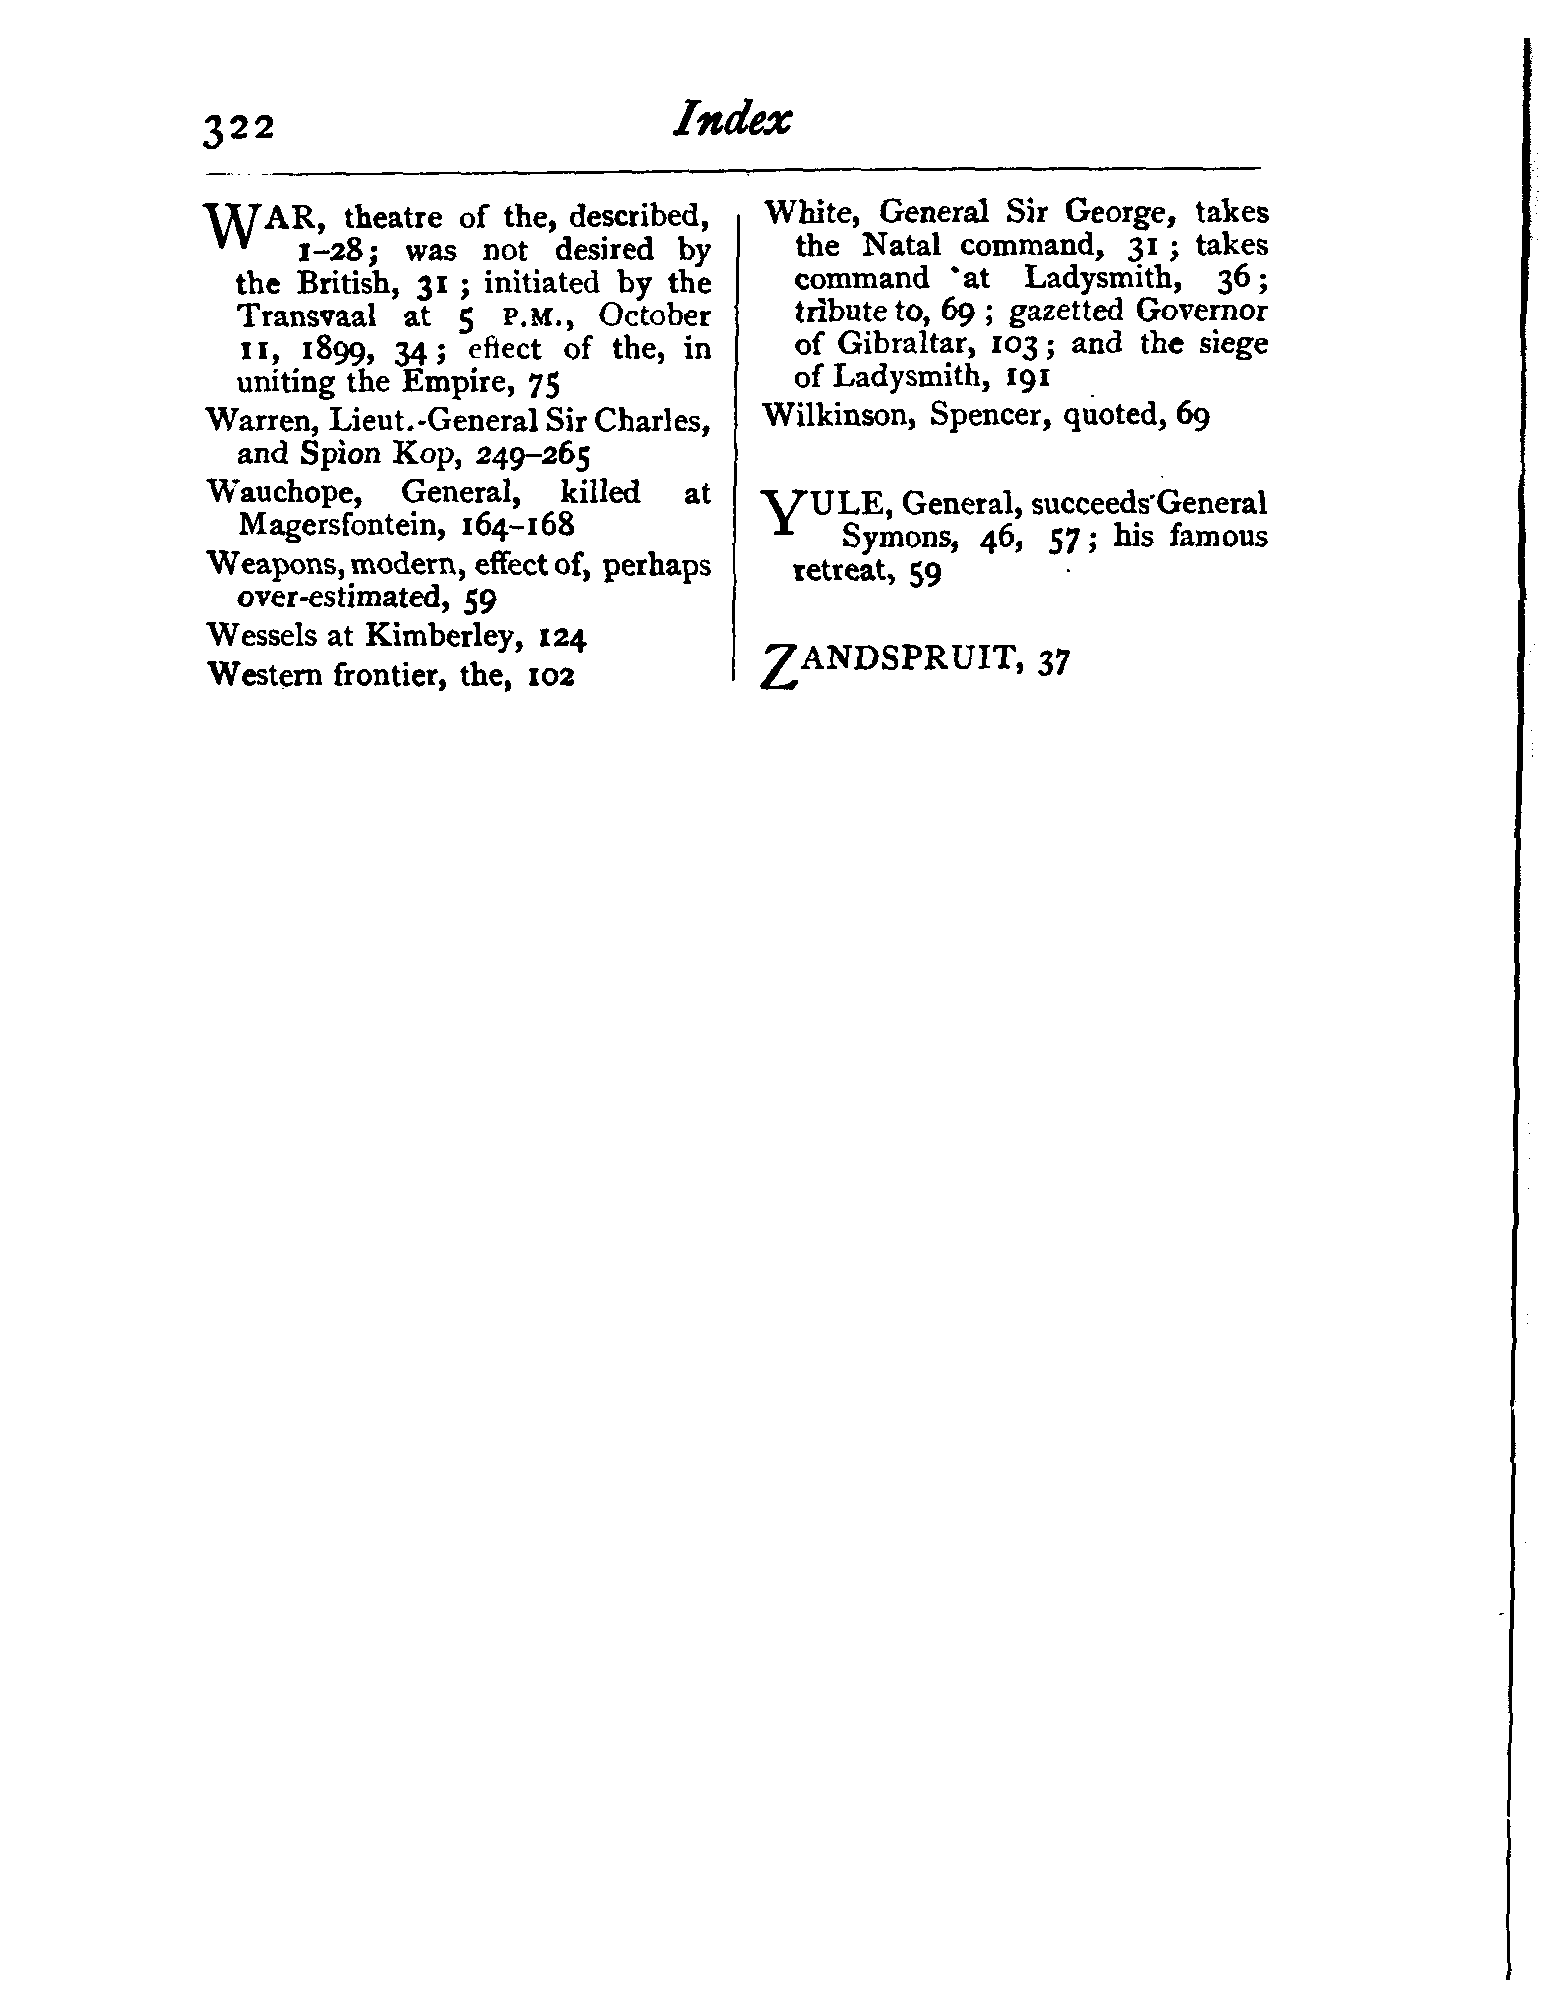 322
Index
WAR, theatre of the, described,
1–28; was not desired by
the British, 31 ; initiated by the
Transvaal at 5 P.M., October
11, 1899, 34 ; effect of the, in
uniting the Empire, 75
Warren, Lieut.-General Sir Charles,
and Spion Kop, 249–265
Wauchope, General, killed at
Magersfontein, 164–168
Weapons, modern, effect of, perhaps
over-estimated, 59
Wessels at Kimberley, 124
Western frontier, the, 102
White, General Sir George, takes
the Natal command, 31 ; takes
command at Ladysmith, 36 ;
tribute to, 69 ; gazetted Governor
of Gibraltar, 103 ; and the siege
of Ladysmith, 191
Wilkinson, Spencer, quoted, 69
YULE, General, succeeds General
Symons, 46, 57 ; his famous
retreat, 59
ZANDSPRUIT, 37